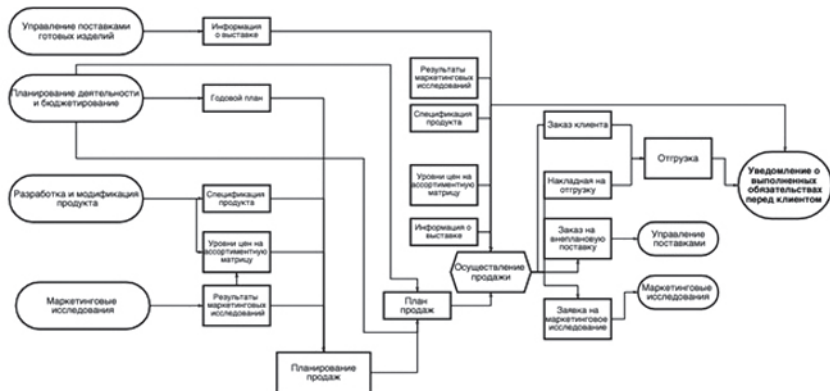 Управление поставками
готовых изделий
Информация
о выставке
Планирование деятельности
и бюджетирование
Годовой план
Разработка и модификация
продукта
Спецификация
продукта
Уровни цен на
ассортиментную
матрицу
Маркетинговые
исследования
Результаты
маркетинговых
исследований
Планирование
продаж
План
продаж
Результаты
маркетинговых
исследований
Спецификация
продукта
Уровни цен на
ассортиментную
матрицу
Информация о
выставке
Осуществление
продажи
Заказ клиента
Накладная на
отгрузку
Заказ на
внеплановую
поставку
Заявка на
маркетинговое
исследование
Отгрузка
Уведомление о
выполненных
обязательствах
перед клиентом
Управление
поставками
Маркетинговые
исследования